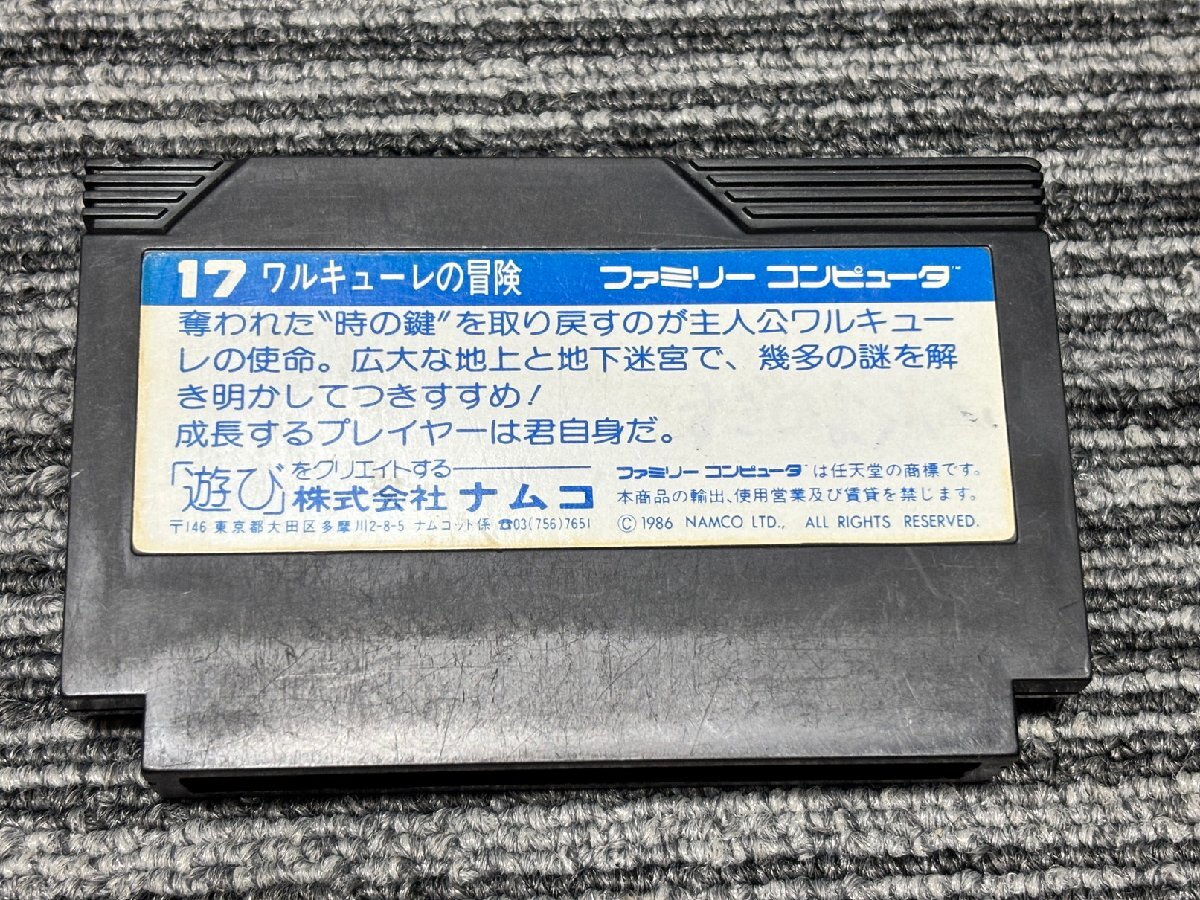 17 ワルキューレの冒険 ファミリー コンピュータ™
奪われた“時の鍵”を取り戻すのが主人公ワルキュー
レの使命。広大な地上と地下迷宮で、幾多の謎を解
き明かしてつきすすめ!
成長するプレイヤーは君自身だ。
「遊び」をクリエイトする
株式会社 ナムコ
〒146 東京都大田区多摩川2-8-5 ナムコット係 ☎03(756)7651
ファミリー コンピュータ™は任天堂の商標です。
本商品の輸出、使用営業及び賃貸を禁じます。
Ⓒ1986 NAMCO LTD., ALL RIGHTS RESERVED.